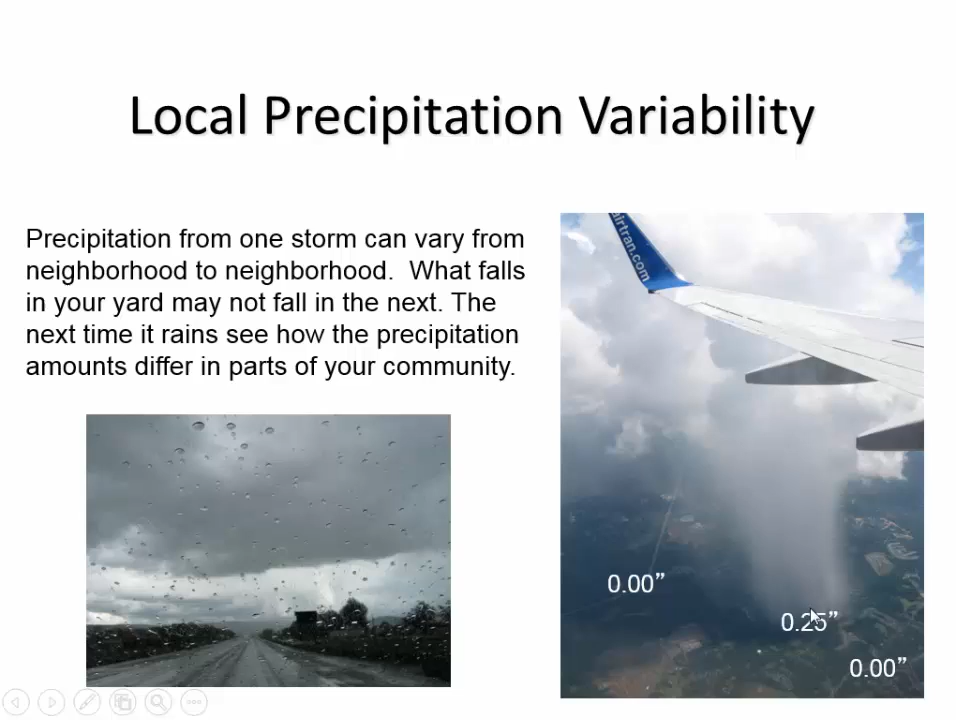 Local Precipitation Variability
Precipitation from one storm can vary from
neighborhood to neighborhood.  What falls
in your yard may not fall in the next. The
next time it rains see how the precipitation
amounts differ in parts of your community.
airtran.com
0.00”
0.25”
0.00”